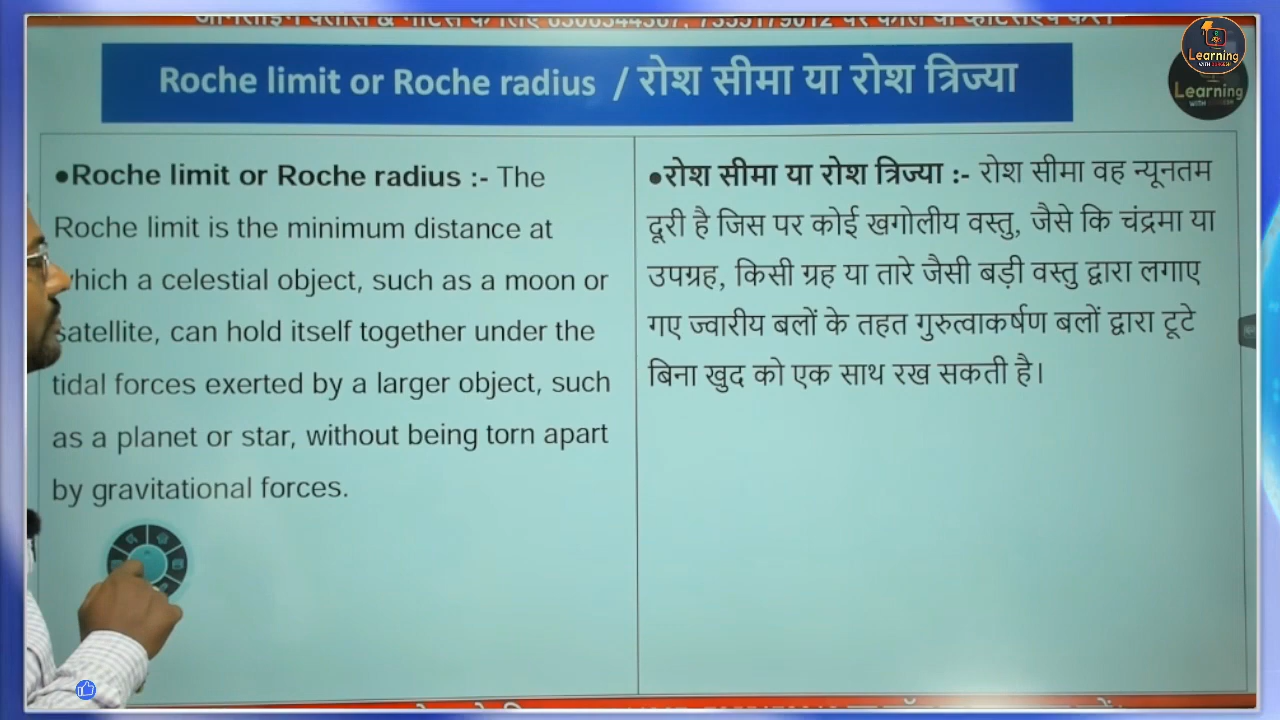 Roche limit or Roche radius / रोश सीमा या रोश त्रिज्या
Learning
Learning
●Roche limit or Roche radius :- The
Roche limit is the minimum distance at
which a celestial object, such as a moon or
satellite, can hold itself together under the
tidal forces exerted by a larger object, such
as a planet or star, without being torn apart
by gravitational forces.
●रोश सीमा या रोश त्रिज्या :- रोश सीमा वह न्यूनतम
दूरी है जिस पर कोई खगोलीय वस्तु, जैसे कि चंद्रमा या
उपग्रह, किसी ग्रह या तारे जैसी बड़ी वस्तु द्वारा लगाए
गए ज्वारीय बलों के तहत गुरुत्वाकर्षण बलों द्वारा टूटे
बिना खुद को एक साथ रख सकती है।